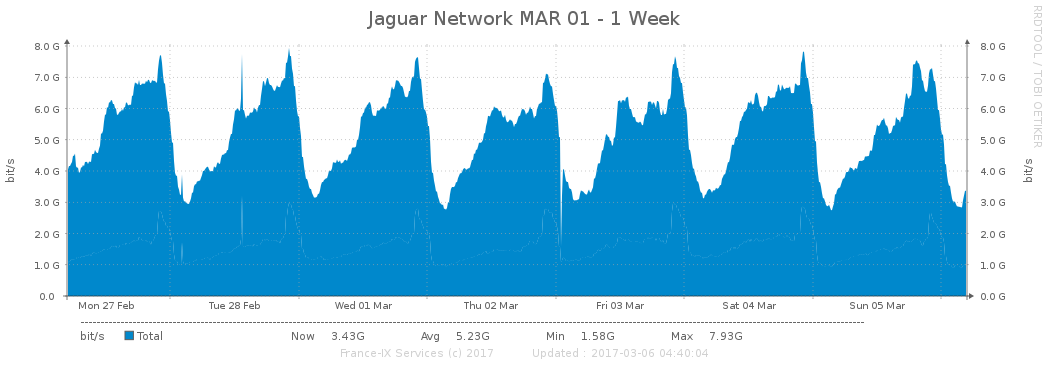 Jaguar Network MAR 01 - 1 Week
RRDTOOL / TOBI OETIKER
8.0 G 8.0 G
7.0 G 7.0 G
6.0 G 6.0 G
5.0 G 5.0 G
4.0 G 4.0 G
3.0 G 3.0 G
2.0 G 2.0 G
1.0 G 1.0 G
0.0 0.0 G
bit/s bit/s
Mon 27 Feb Tue 28 Feb Wed 01 Mar Thu 02 Mar Fri 03 Mar Sat 04 Mar Sun 05 Mar
bit/s Total Now 3.43G Avg 5.23G Min 1.58G Max 7.93G
France-IX Services (c) 2017 Updated : 2017-03-06 04:40:04